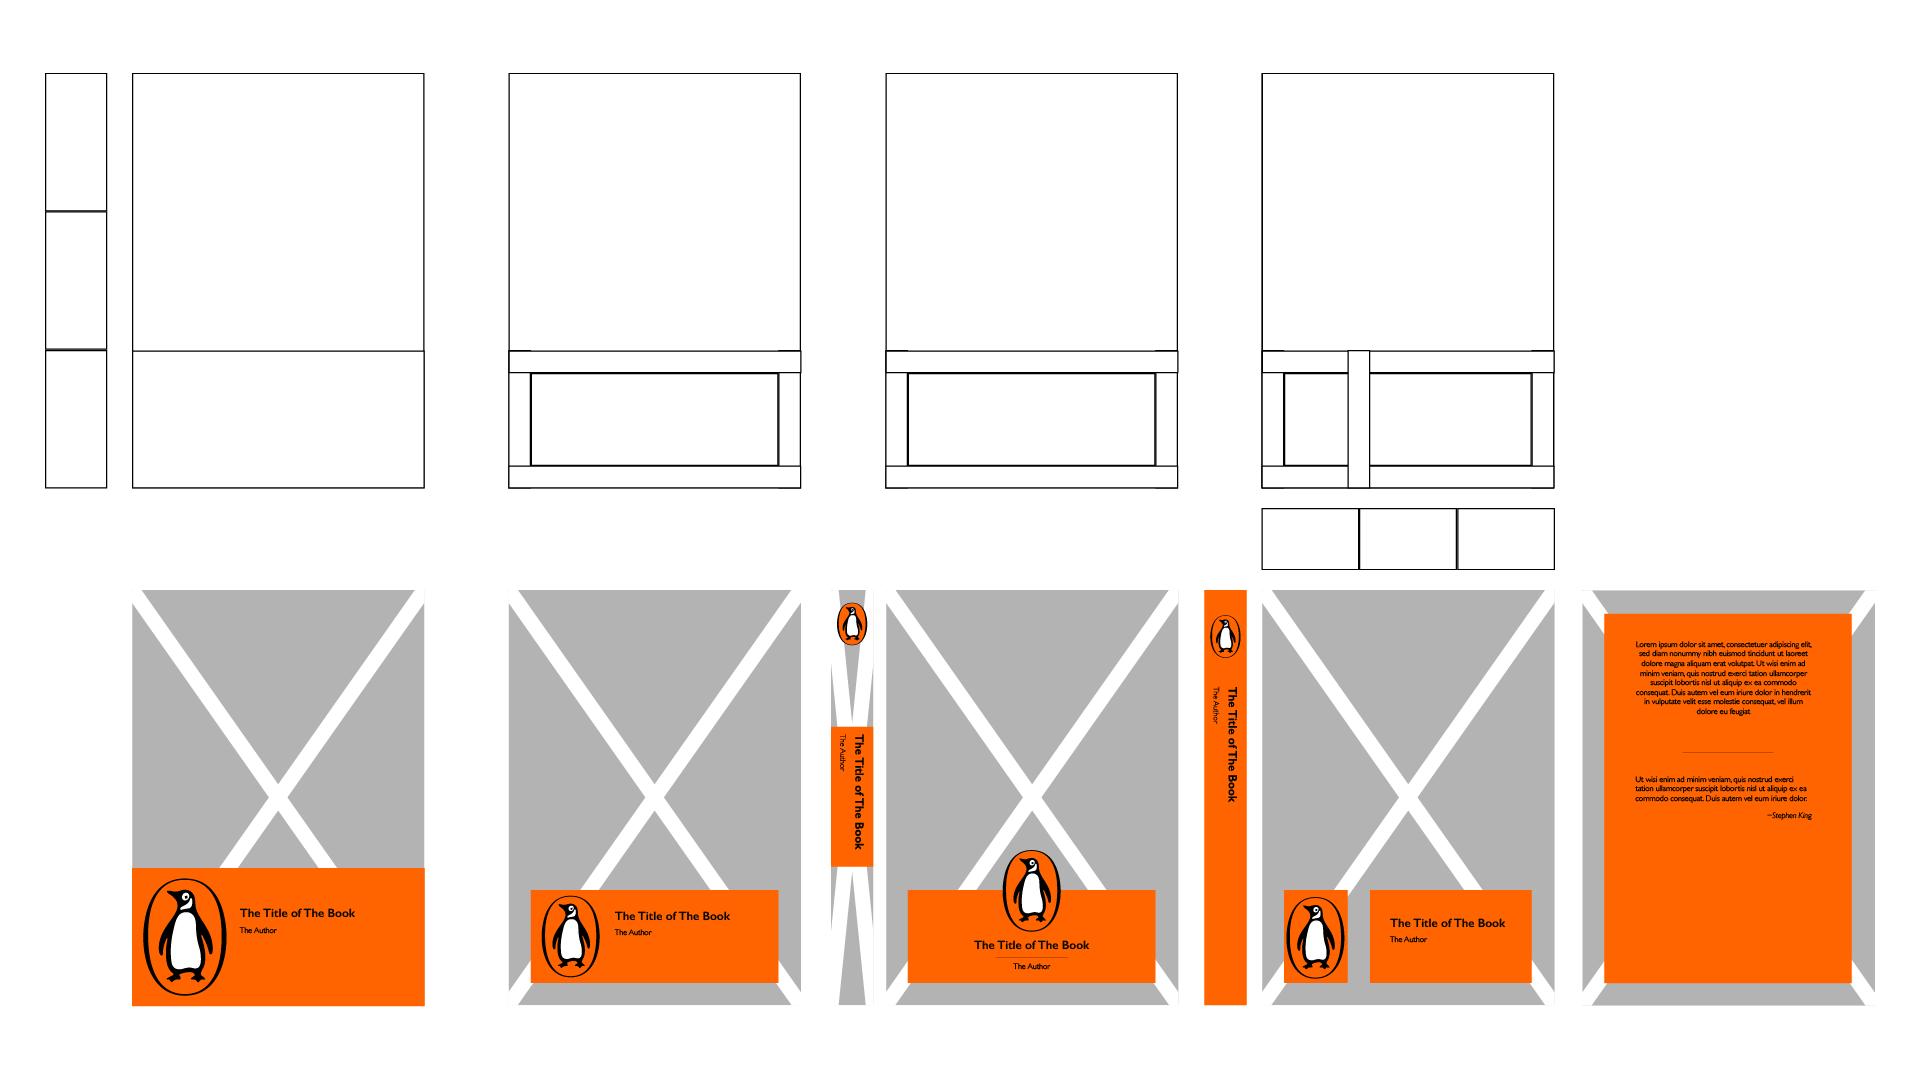 The Title of The Book
The Author
The Title of The Book
The Author
The Title of The Book
The Author
The Title of The Book
The Author
The Title of The Book
The Author
The Title of The Book
The Author
Lorem ipsum dolor sit amet, consectetuer adipiscing elit,
sed diam nonummy nibh euismod tincidunt ut laoreet
dolore magna aliquam erat volutpat. Ut wisi enim ad
minim veniam, quis nostrud exerci tation ullamcorper
suscipit lobortis nisl ut aliquip ex ea commodo
consequat. Duis autem vel eum iriure dolor in hendrerit
in vulputate velit esse molestie consequat, vel illum
dolore eu feugiat
Ut wisi enim ad minim veniam, quis nostrud exerci
tation ullamcorper suscipit lobortis nisl ut aliquip ex ea
commodo consequat. Duis autem vel eum iriure dolor.
—Stephen King